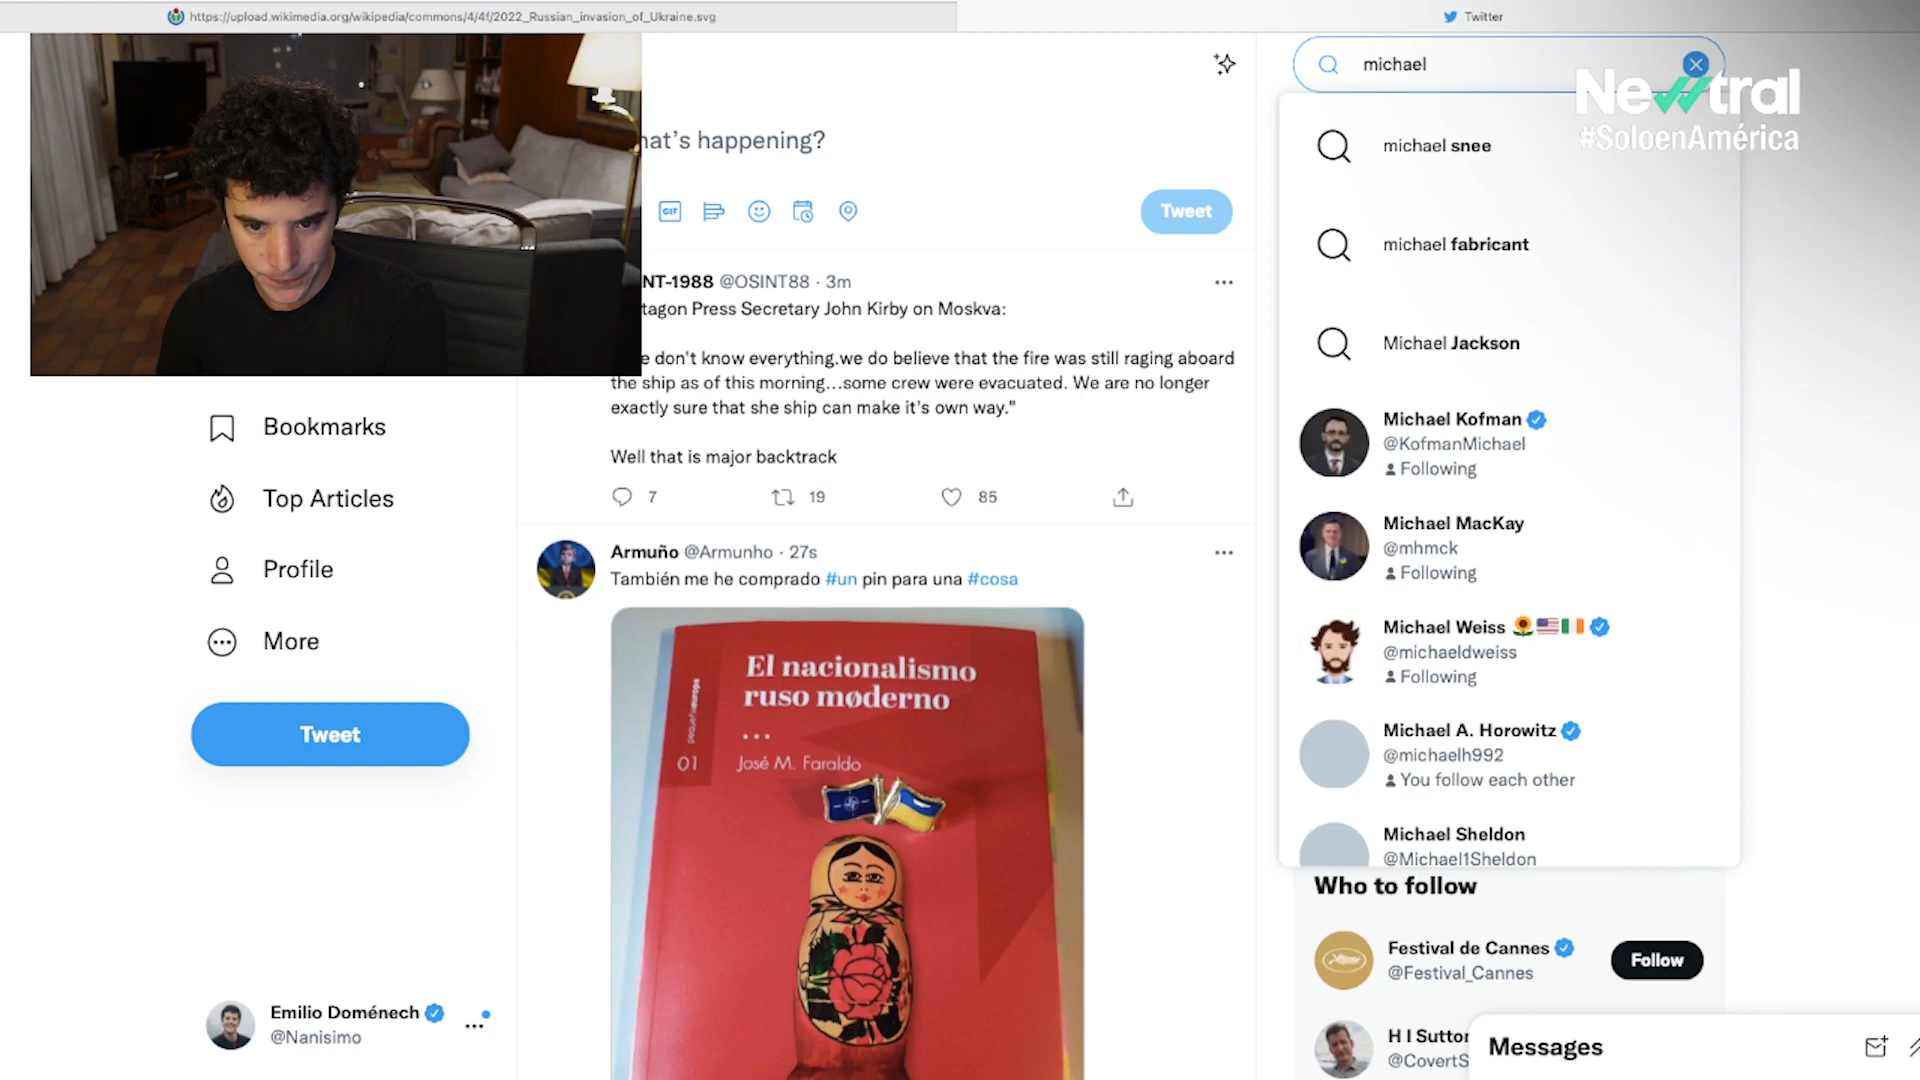 https://upload.wikimedia.org/wikipedia/commons/4/4f/2022_Russian_invasion_of_Ukraine.svg
Twitter
michael
Newtral
#SoloenAmérica
hat's happening?
GIF
Tweet
michael snee
michael fabricant
Michael Jackson
Michael Kofman
@KofmanMichael
Following
Michael MacKay
@mhmck
Following
Michael Weiss
@michaeldweiss
Following
Michael A. Horowitz
@michaelh992
You follow each other
Michael Sheldon
@Michael1Sheldon
NT-1988 @OSINT88 · 3m
tagon Press Secretary John Kirby on Moskva:
e don't know everything.we do believe that the fire was still raging aboard
the ship as of this morning...some crew were evacuated. We are no longer
exactly sure that she ship can make it's own way."
Well that is major backtrack
7 19 85
Armuño @Armunho · 27s
También me he comprado #un pin para una #cosa
El nacionalismo
ruso møderno
...
José M. Faraldo
pequeñaeuropa
01
Bookmarks
Top Articles
Profile
More
Tweet
Emilio Doménech
@Nanisimo
Who to follow
Festival de Cannes
@Festival_Cannes
Follow
H I Sutton
@CovertS
Messages